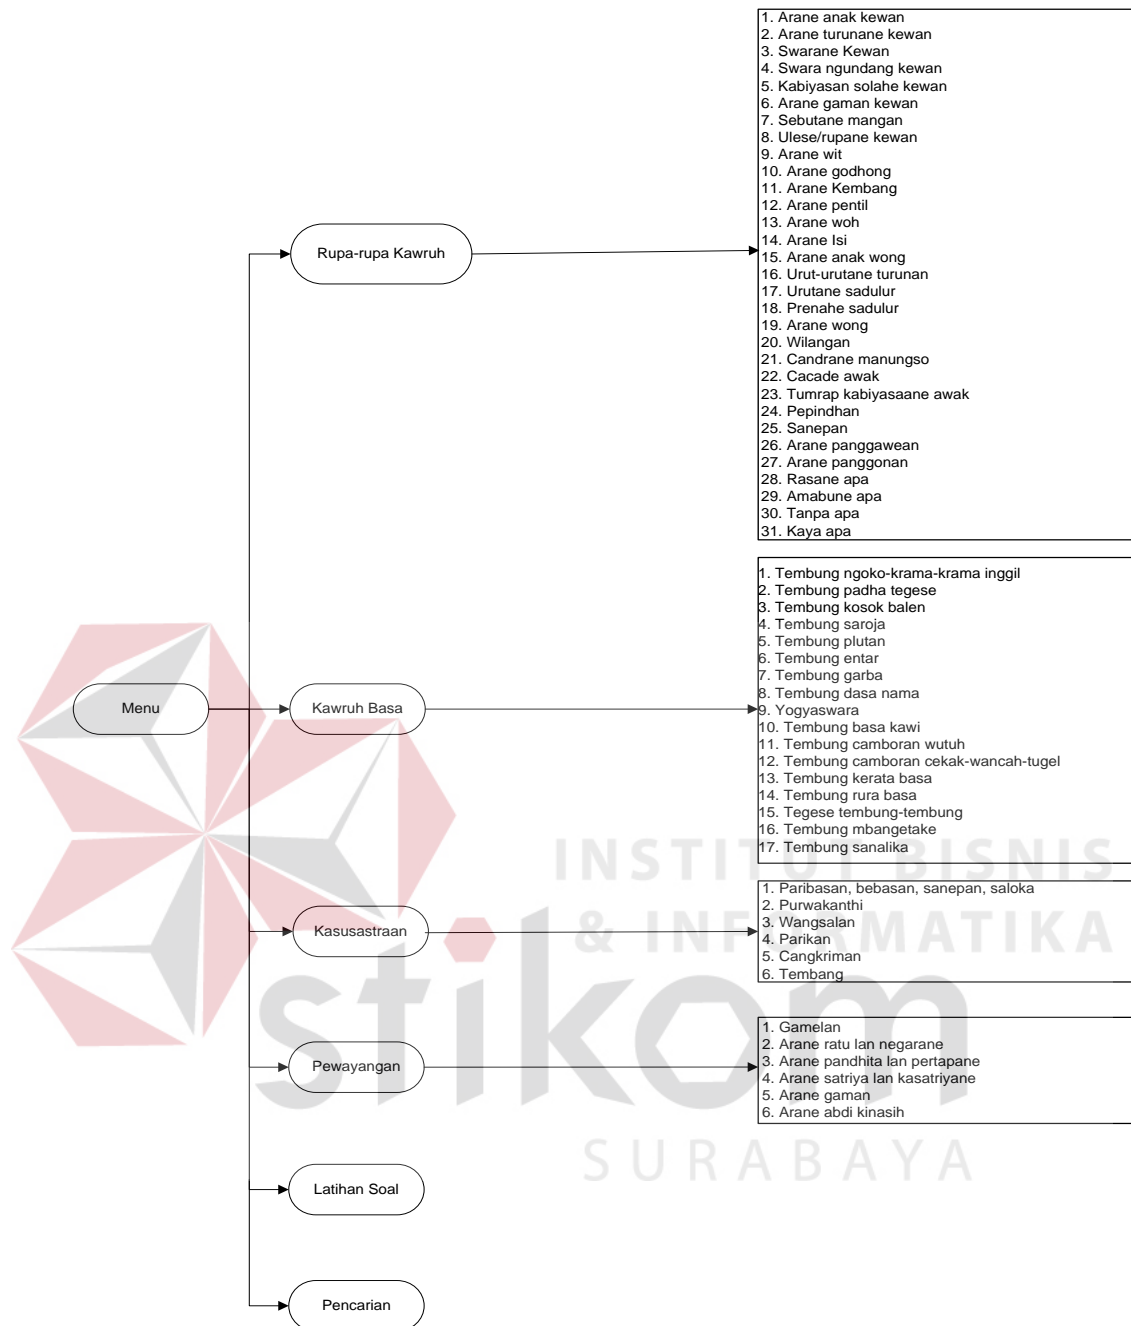 Menu
Rupa-rupa Kawruh
1. Arane anak kewan
2. Arane turunane kewan
3. Swarane Kewan
4. Swara ngundang kewan
5. Kabiyasan solahe kewan
6. Arane gaman kewan
7. Sebutane mangan
8. Ulese/rupane kewan
9. Arane wit
10. Arane godhong
11. Arane Kembang
12. Arane pentil
13. Arane woh
14. Arane Isi
15. Arane anak wong
16. Urut-urutane turunan
17. Urutane sadulur
18. Prenahe sadulur
19. Arane wong
20. Wilangan
21. Candrane manungso
22. Cacade awak
23. Tumrap kabiyasaane awak
24. Pepindhan
25. Sanepan
26. Arane panggawean
27. Arane panggonan
28. Rasane apa
29. Amabune apa
30. Tanpa apa
31. Kaya apa
Kawruh Basa
1. Tembung ngoko-krama-krama inggil
2. Tembung padha tegese
3. Tembung kosok balen
4. Tembung saroja
5. Tembung plutan
6. Tembung entar
7. Tembung garba
8. Tembung dasa nama
9. Yogyaswara
10. Tembung basa kawi
11. Tembung camboran wutuh
12. Tembung camboran cekak-wancah-tugel
13. Tembung kerata basa
14. Tembung rura basa
15. Tegese tembung-tembung
16. Tembung mbangetake
17. Tembung sanalika
Kasusastraan
1. Paribasan, bebasan, sanepan, saloka
2. Purwakanthi
3. Wangsalan
4. Parikan
5. Cangkriman
6. Tembang
Pewayangan
1. Gamelan
2. Arane ratu lan negarane
3. Arane pandhita lan pertapane
4. Arane satriya lan kasatriyane
5. Arane gaman
6. Arane abdi kinasih
Latihan Soal
Pencarian
INSTITUT BISNIS
& INFORMATIKA
stikom
SURABAYA